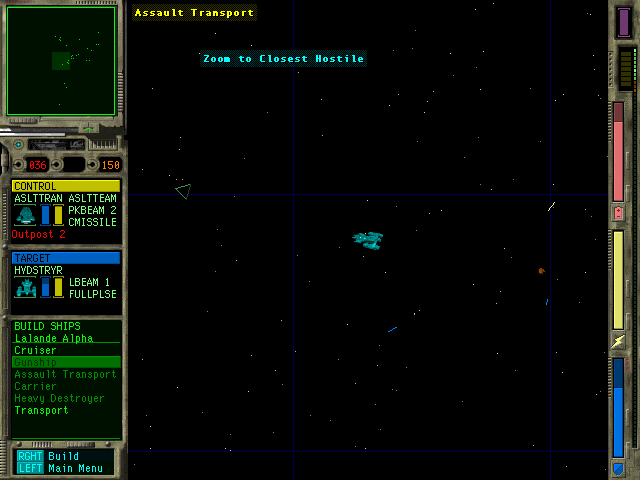 Assault Transport
Zoom to Closest Hostile
036 150
CONTROL
ASLTTRAN ASLTTEAM
PKBEAM 2
CMISSILE
Outpost 2
TARGET
HVDSTRYR
LBEAM 1
FULLPLSE
BUILD SHIPS
Lalande Alpha
Cruiser
Gunship
Assault Transport
Carrier
Heavy Destroyer
Transport
RGHT Build
LEFT Main Menu